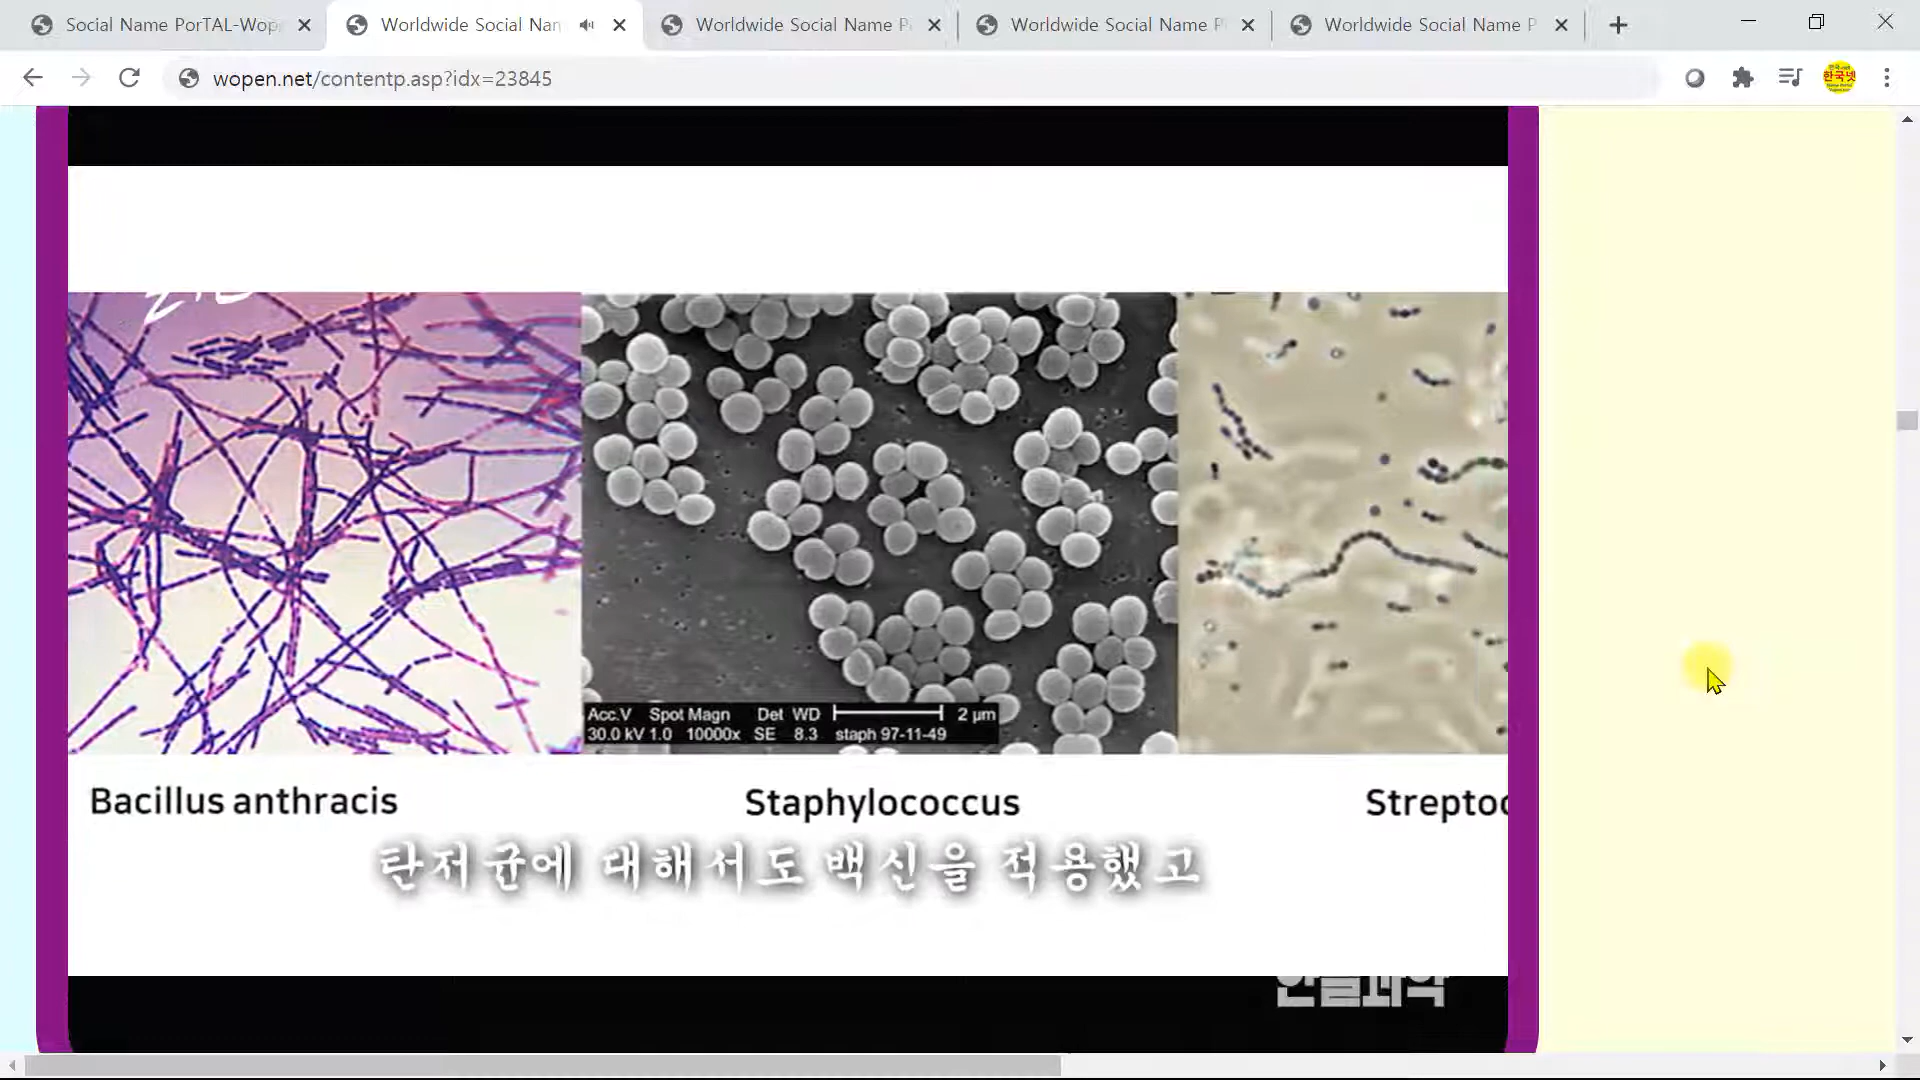 Social Name PorTAL-Wop
Worldwide Social Nan
Worldwide Social Name P
Worldwide Social Name P
Worldwide Social Name P
wopen.net/contentp.asp?idx=23845
한국넷
Acc.V Spot Magn Det WD 2 μm
30.0 kV 1.0 10000x SE 8.3 staph 97-11-49
Bacillus anthracis
Staphylococcus
Streptoc
탄저균에 대해서도 백신을 적용했고